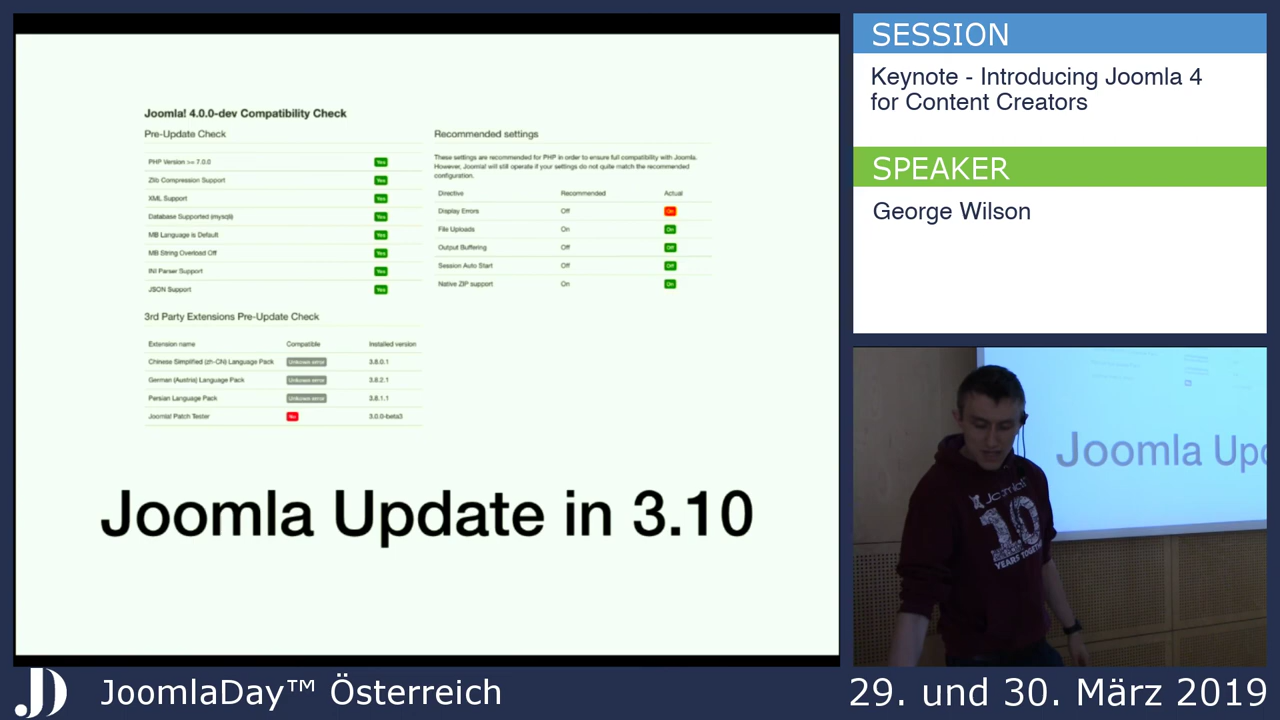 Joomla! 4.0.0-dev Compatibility Check
Pre-Update Check
PHP Version >= 7.0.0 Yes
Zlib Compression Support Yes
XML Support Yes
Database Supported (mysqli) Yes
MB Language is Default Yes
MB String Overload Off Yes
INI Parser Support Yes
JSON Support Yes
3rd Party Extensions Pre-Update Check
Extension name Compatible Installed version
Chinese Simplified (zh-CN) Language Pack Unknown error 3.8.0.1
German (Austria) Language Pack Unknown error 3.8.2.1
Persian Language Pack Unknown error 3.8.1.1
Joomla! Patch Tester No 3.0.0-beta3
Recommended settings
These settings are recommended for PHP in order to ensure full compatibility with Joomla.
However, Joomla! will still operate if your settings do not quite match the recommended
configuration.
Directive Recommended Actual
Display Errors Off On
File Uploads On On
Output Buffering Off Off
Session Auto Start Off Off
Native ZIP support On On
Joomla Update in 3.10
SESSION
Keynote - Introducing Joomla 4
for Content Creators
SPEAKER
George Wilson
Joomla Upd
Joomla!
10
YEARS TOGETHER
JD JoomlaDay™ Österreich
29. und 30. März 2019